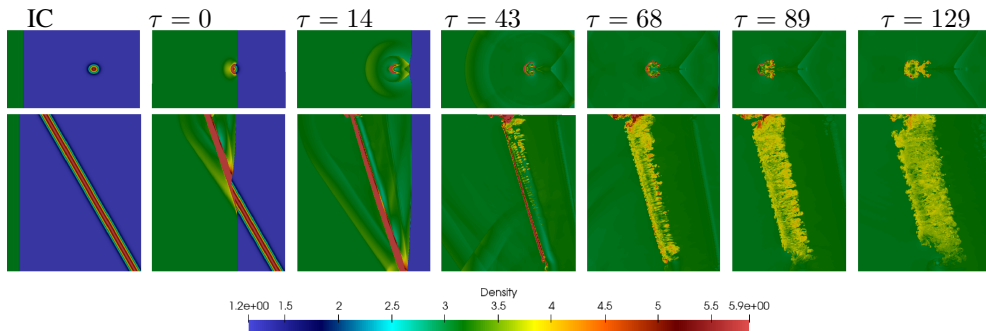 IC τ = 0 τ = 14 τ = 43 τ = 68 τ = 89 τ = 129
Density
1.2e+00 1.5 2 2.5 3 3.5 4 4.5 5 5.5 5.9e+00